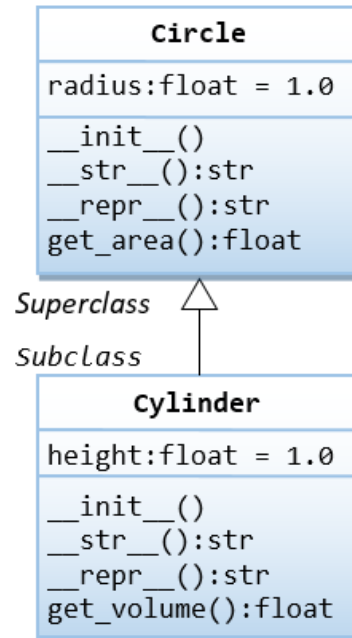 Circle
radius:float = 1.0
__init__()
__str__():str
__repr__():str
get_area():float
Superclass
Subclass
Cylinder
height:float = 1.0
__init__()
__str__():str
__repr__():str
get_volume():float